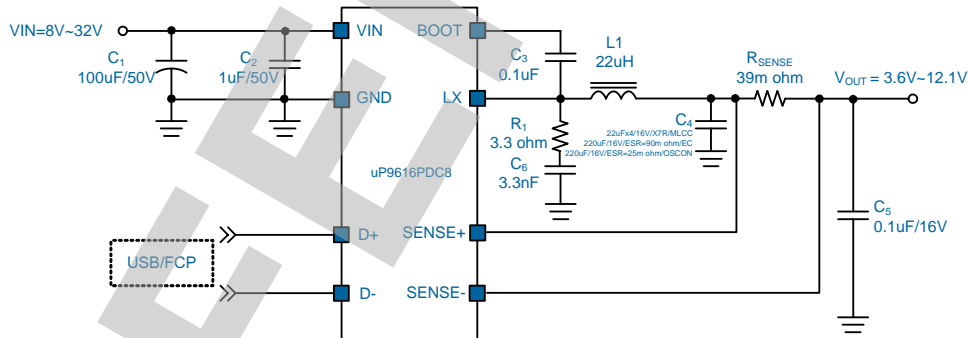 VIN=8V~32V
C1
100uF/50V
C2
1uF/50V
VIN
BOOT
GND
LX
uP9616PDC8
D+
SENSE+
D-
SENSE-
USB/FCP
C3
0.1uF
L1
22uH
R1
3.3 ohm
C6
3.3nF
C4
22uFx4/16V/X7R/MLCC
220uF/16V/ESR=90m ohm/EC
220uF/16V/ESR=25m ohm/OSCON
RSENSE
39m ohm
VOUT = 3.6V~12.1V
C5
0.1uF/16V